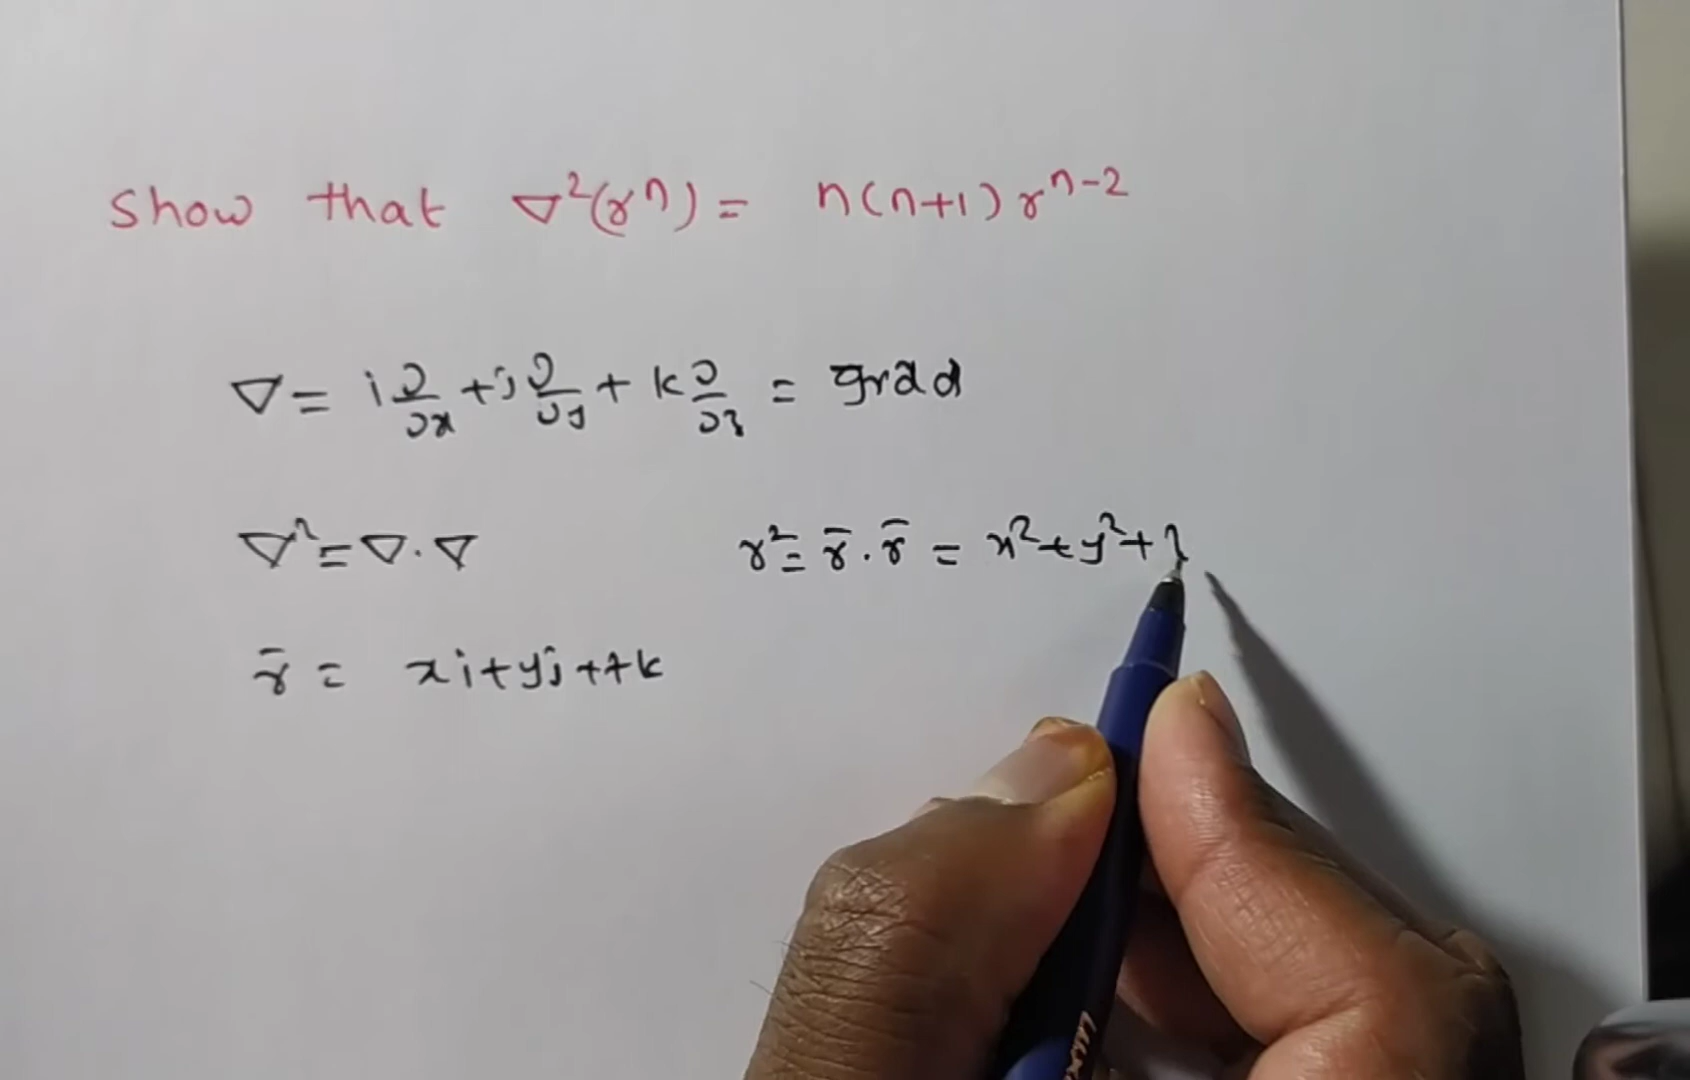 Show that ∇²(rⁿ) = n(n+1) rⁿ⁻²
∇ = i ∂/∂x + j ∂/∂y + k ∂/∂z = grad
∇² = ∇ . ∇
r² = r̄ . r̄ = x² + y² + z
r̄ = xi + yj + zk